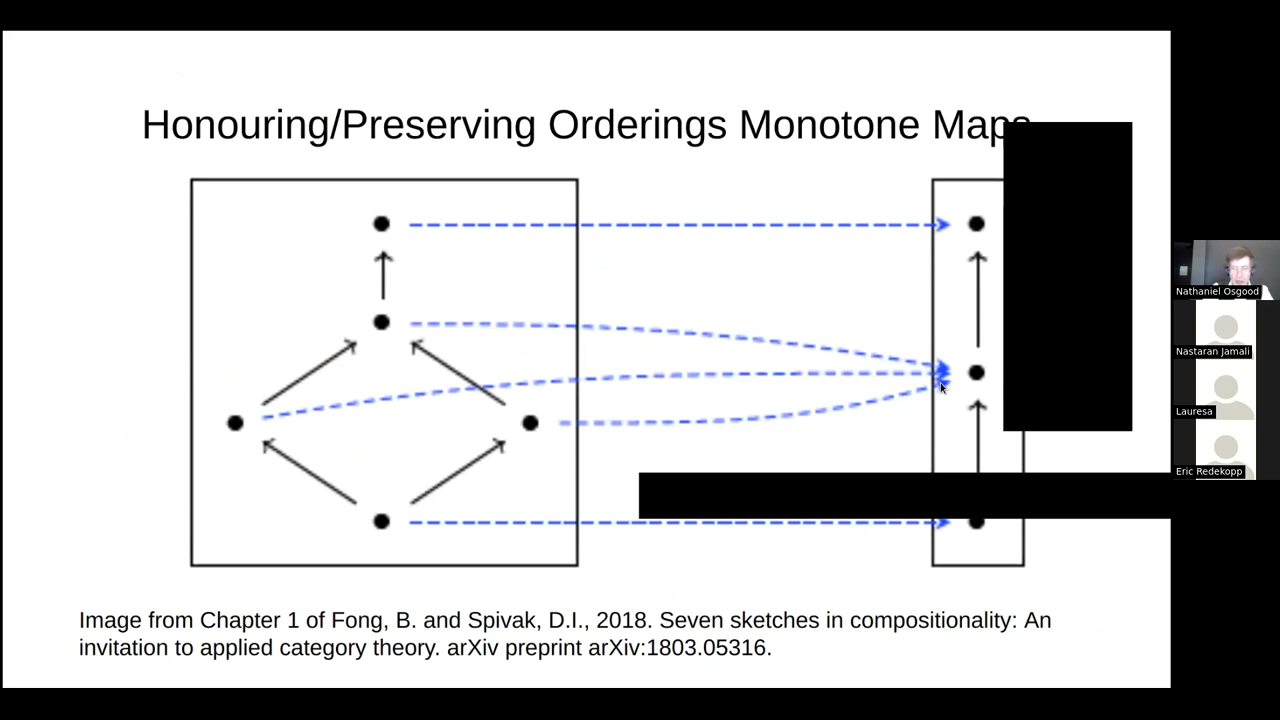 Honouring/Preserving Orderings Monotone Maps
Nathaniel Osgood
Nastaran Jamali
Lauresa
Eric Redekopp
Image from Chapter 1 of Fong, B. and Spivak, D.I., 2018. Seven sketches in compositionality: An
invitation to applied category theory. arXiv preprint arXiv:1803.05316.